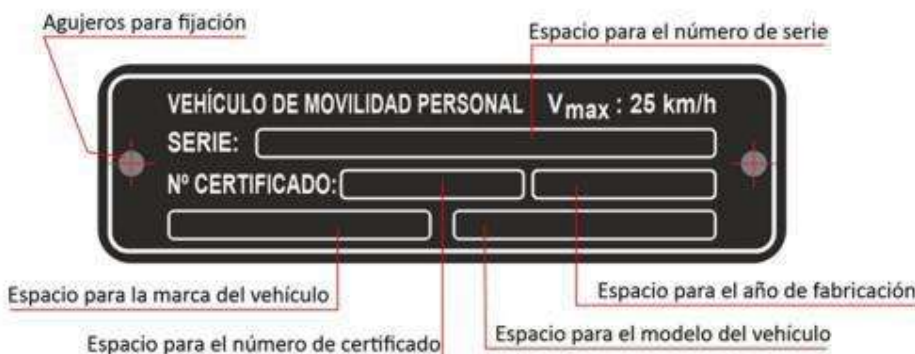 Agujeros para fijación
Espacio para el número de serie
VEHÍCULO DE MOVILIDAD PERSONAL Vmax : 25 km/h
SERIE:
Nº CERTIFICADO:
Espacio para la marca del vehículo
Espacio para el año de fabricación
Espacio para el número de certificado
Espacio para el modelo del vehículo